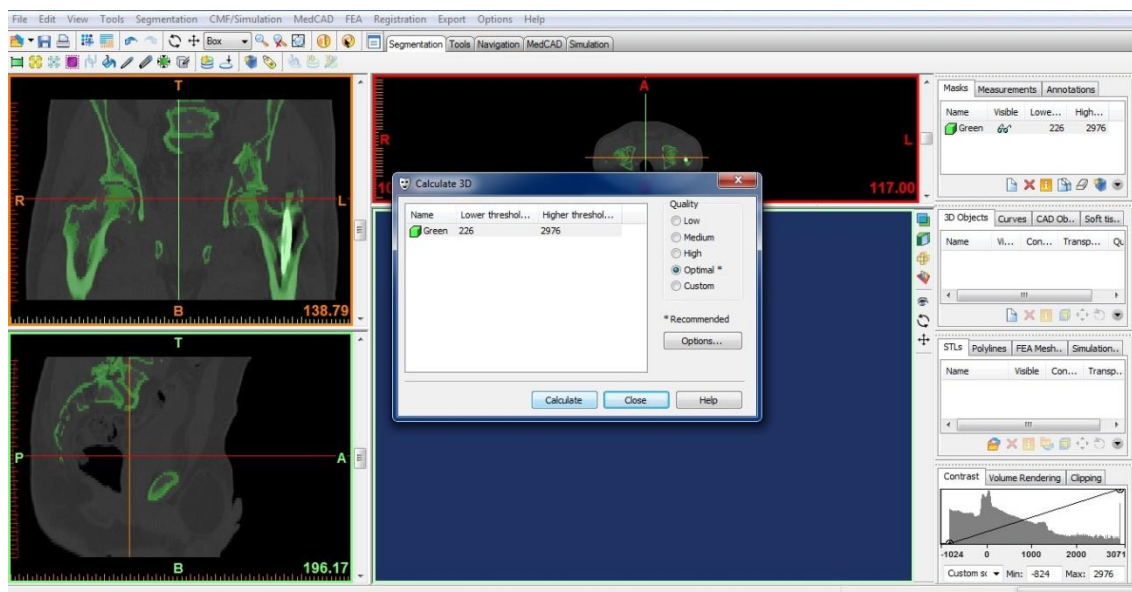 File Edit View Tools Segmentation CMF/Simulation MedCAD FEA Registration Export Options Help
Box
Segmentation Tools Navigation MedCAD Simulation
T
R
L
B
138.79
T
P
A
B
196.17
A
R
L
10
117.00
Calculate 3D
Name Lower threshol... Higher threshol...
Green 226 2976
Quality
Low
Medium
High
Optimal *
Custom
* Recommended
Options...
Calculate Close Help
Masks Measurements Annotations
Name Visible Lowe... High...
Green 226 2976
3D Objects Curves CAD Ob.. Soft tis..
Name Vi... Con... Transp... Qu
STLs Polylines FEA Mesh.. Simulation..
Name Visible Con... Transp..
Contrast Volume Rendering Clipping
-1024 0 1000 2000 3071
Custom sc Min: -824 Max: 2976